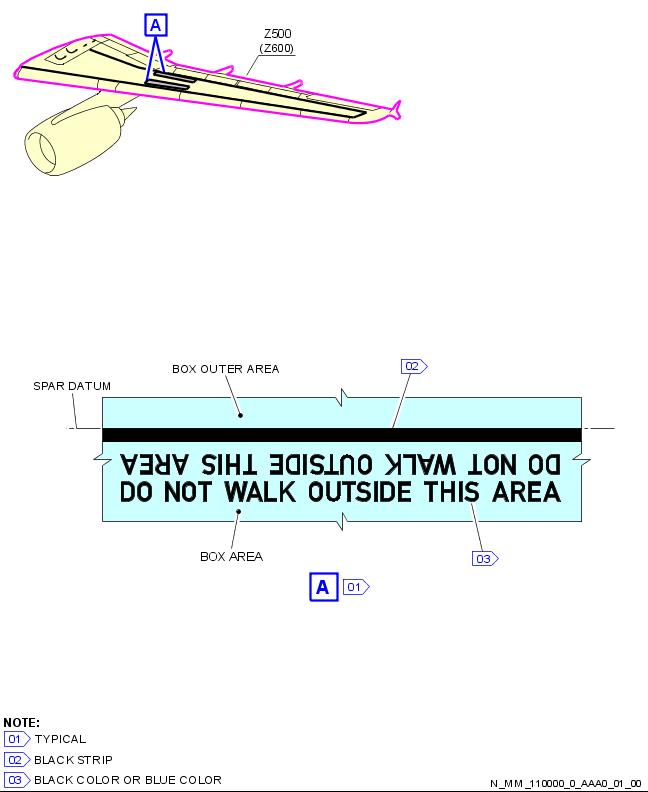 A
Z500
(Z600)
BOX OUTER AREA
02
SPAR DATUM
DO NOT WALK OUTSIDE THIS AREA
DO NOT WALK OUTSIDE THIS AREA
BOX AREA
03
A 01
NOTE:
01 TYPICAL
02 BLACK STRIP
03 BLACK COLOR OR BLUE COLOR
N_MM_110000_0_AAA0_01_00